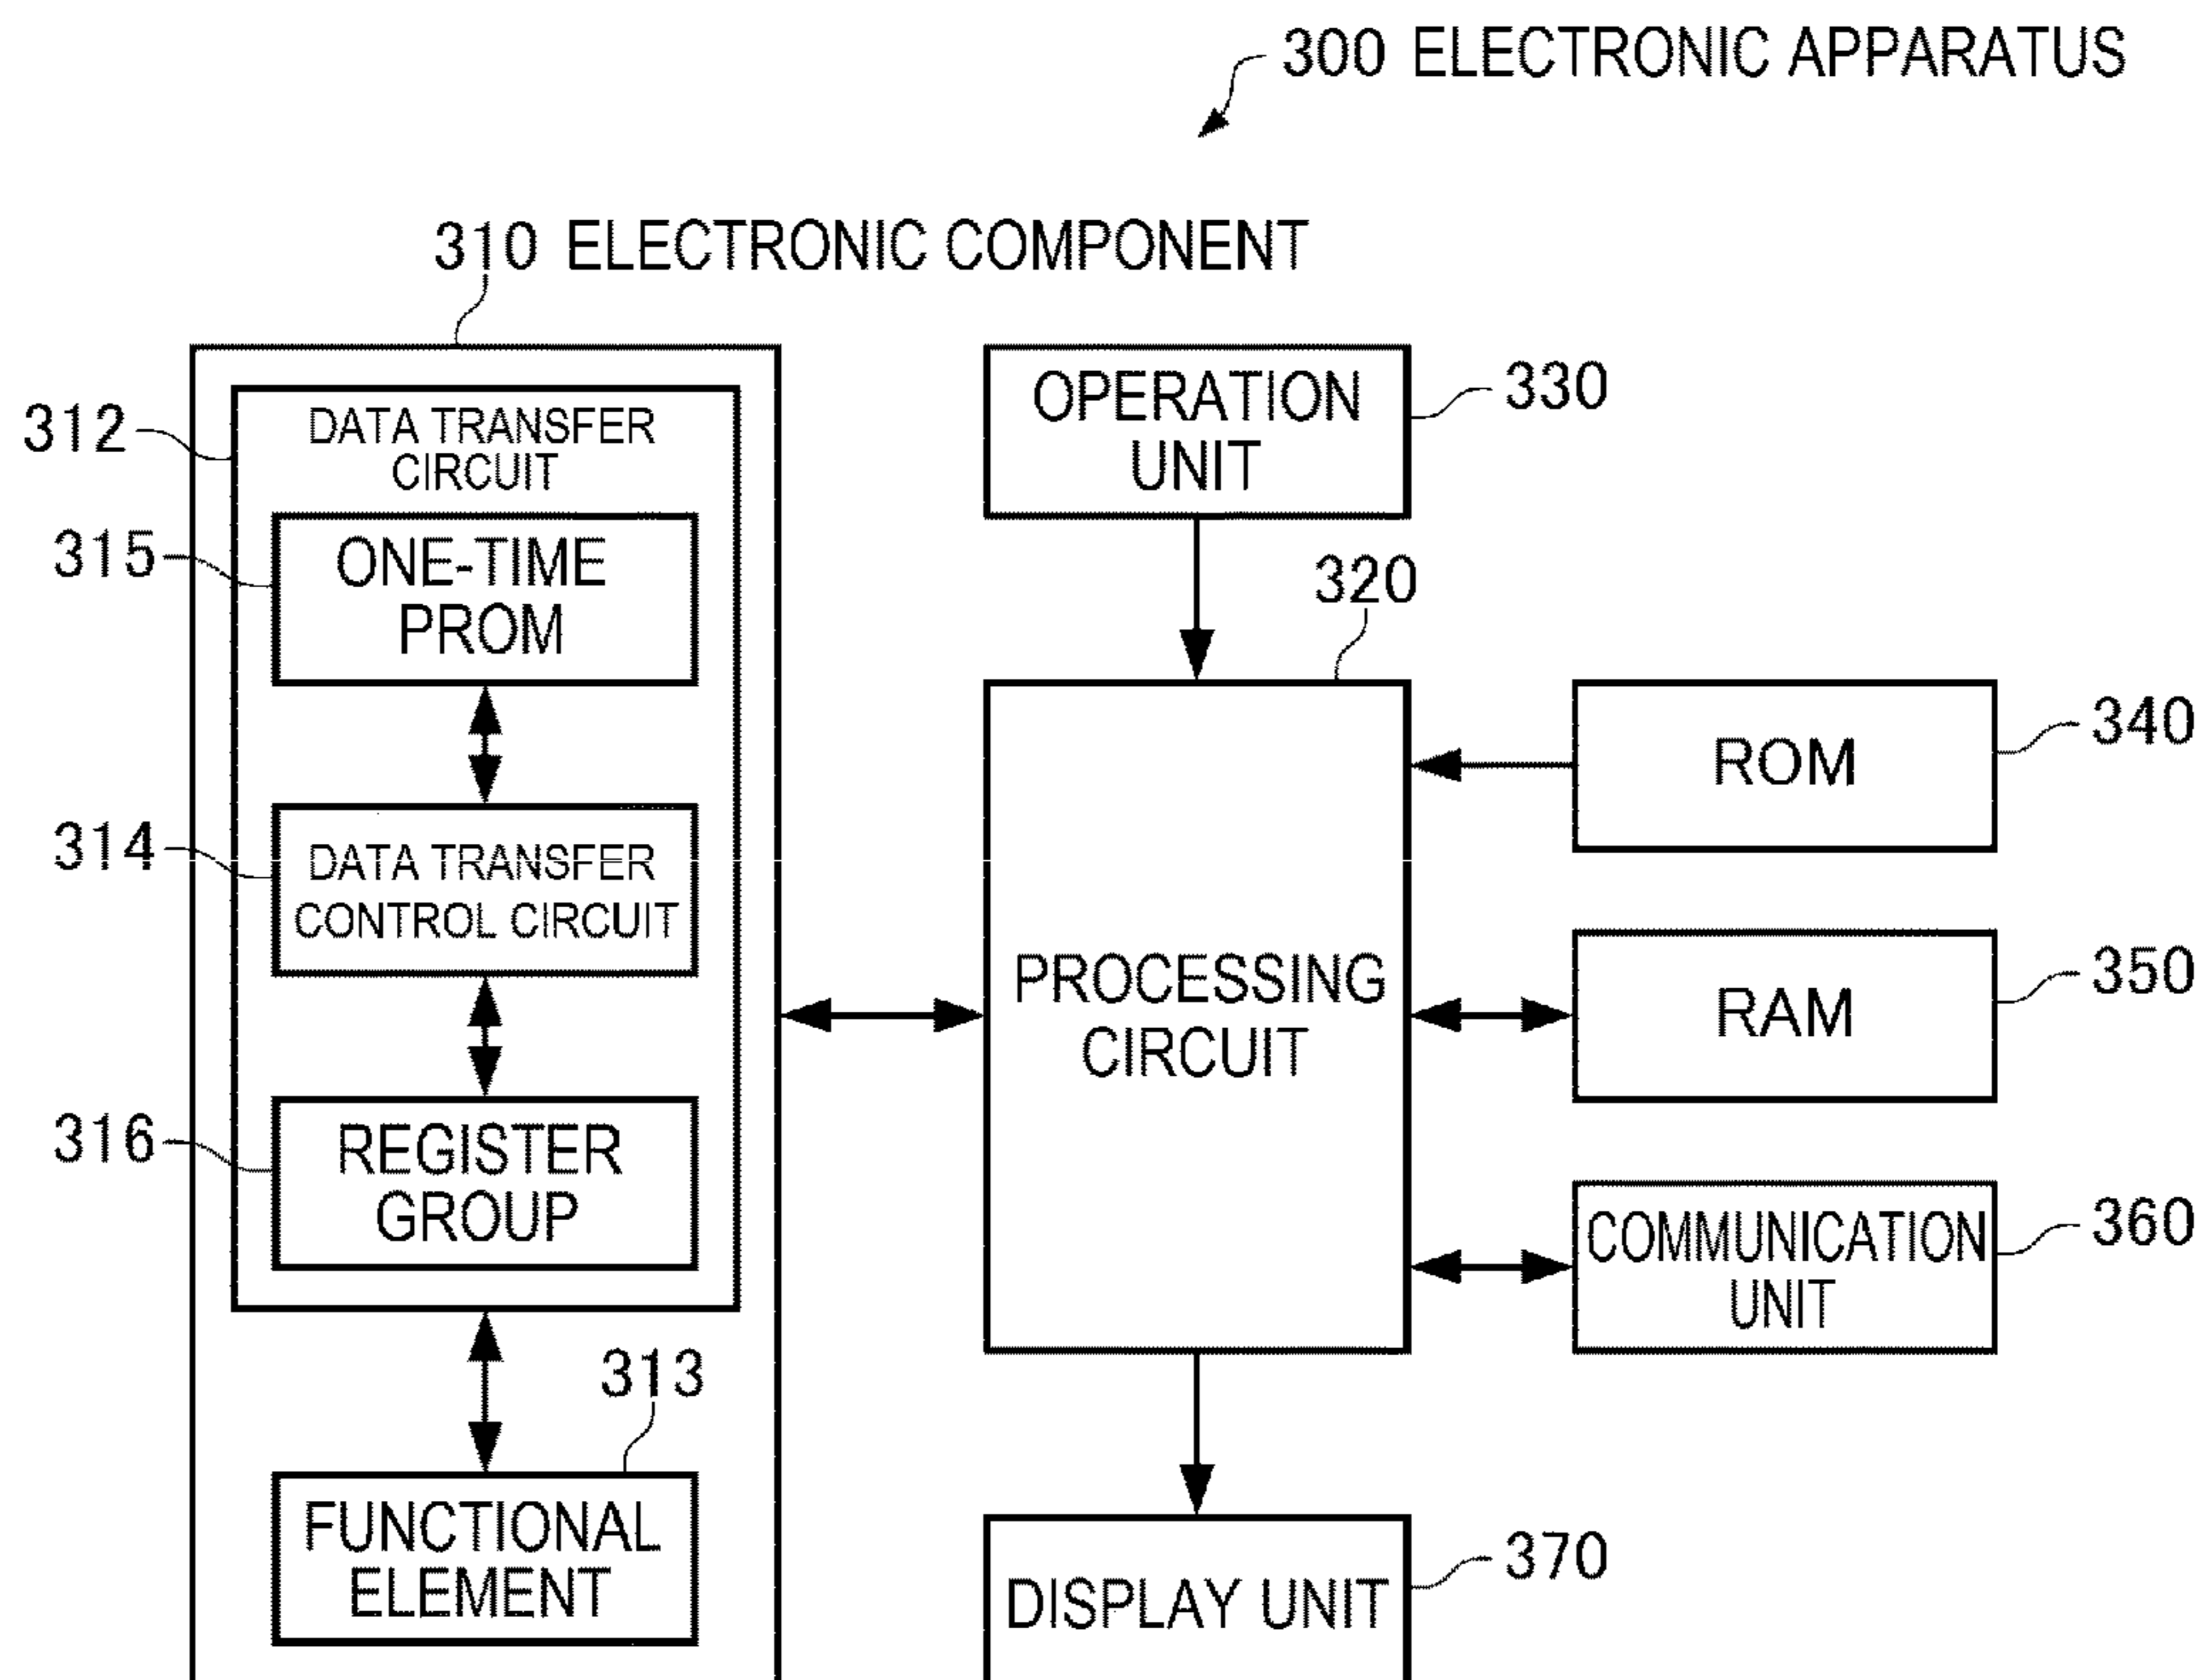 300 ELECTRONIC APPARATUS
310 ELECTRONIC COMPONENT
312
DATA TRANSFER
CIRCUIT
315
ONE-TIME
PROM
314
DATA TRANSFER
CONTROL CIRCUIT
316
REGISTER
GROUP
313
FUNCTIONAL
ELEMENT
OPERATION
UNIT
330
320
PROCESSING
CIRCUIT
ROM
340
RAM
350
COMMUNICATION
UNIT
360
DISPLAY UNIT
370